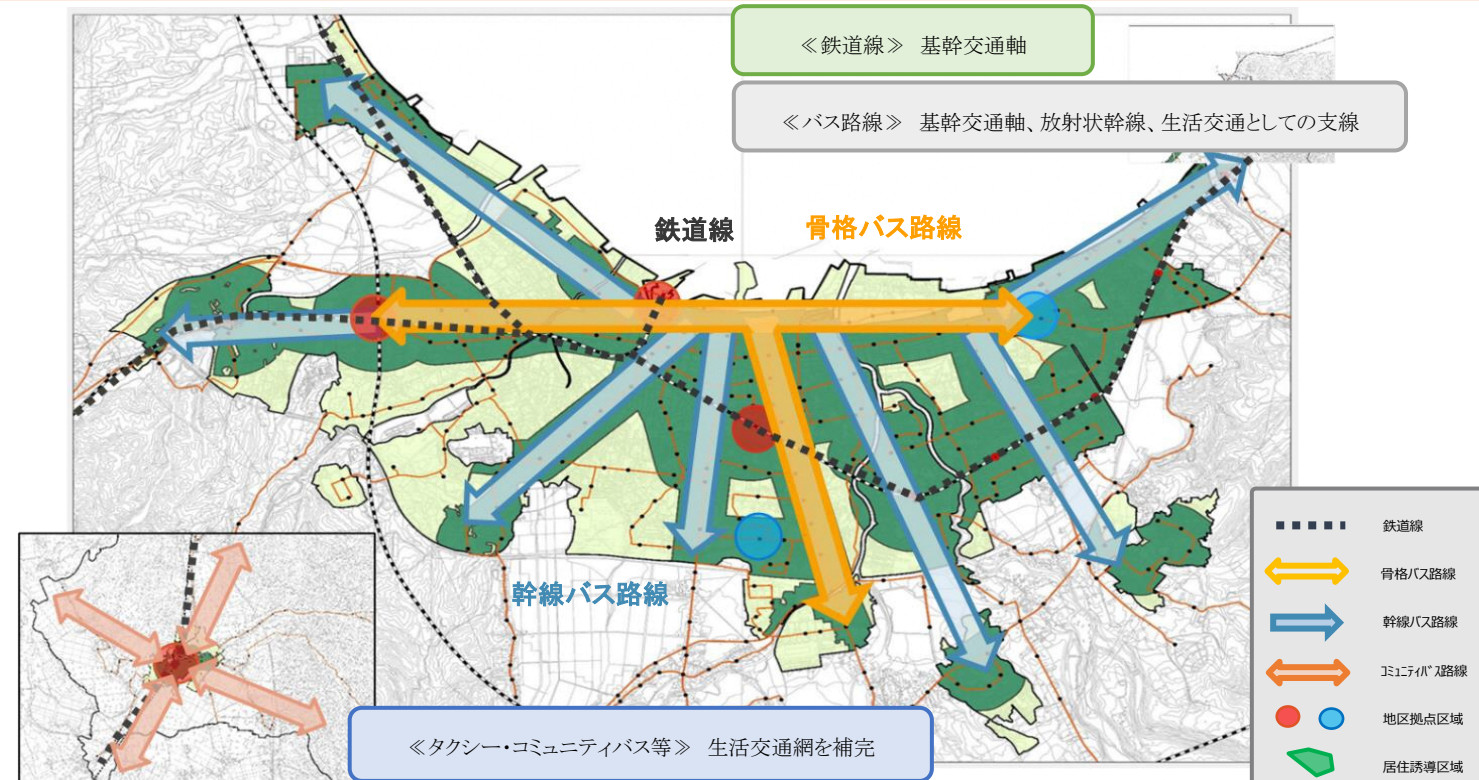 ≪鉄道線≫ 基幹交通軸
≪バス路線≫ 基幹交通軸、放射状幹線、生活交通としての支線
鉄道線
骨格バス路線
幹線バス路線
≪タクシー・コミュニティバス等≫ 生活交通網を補完
鉄道線
骨格バス路線
幹線バス路線
コミュニティバス路線
地区拠点区域
居住誘導区域